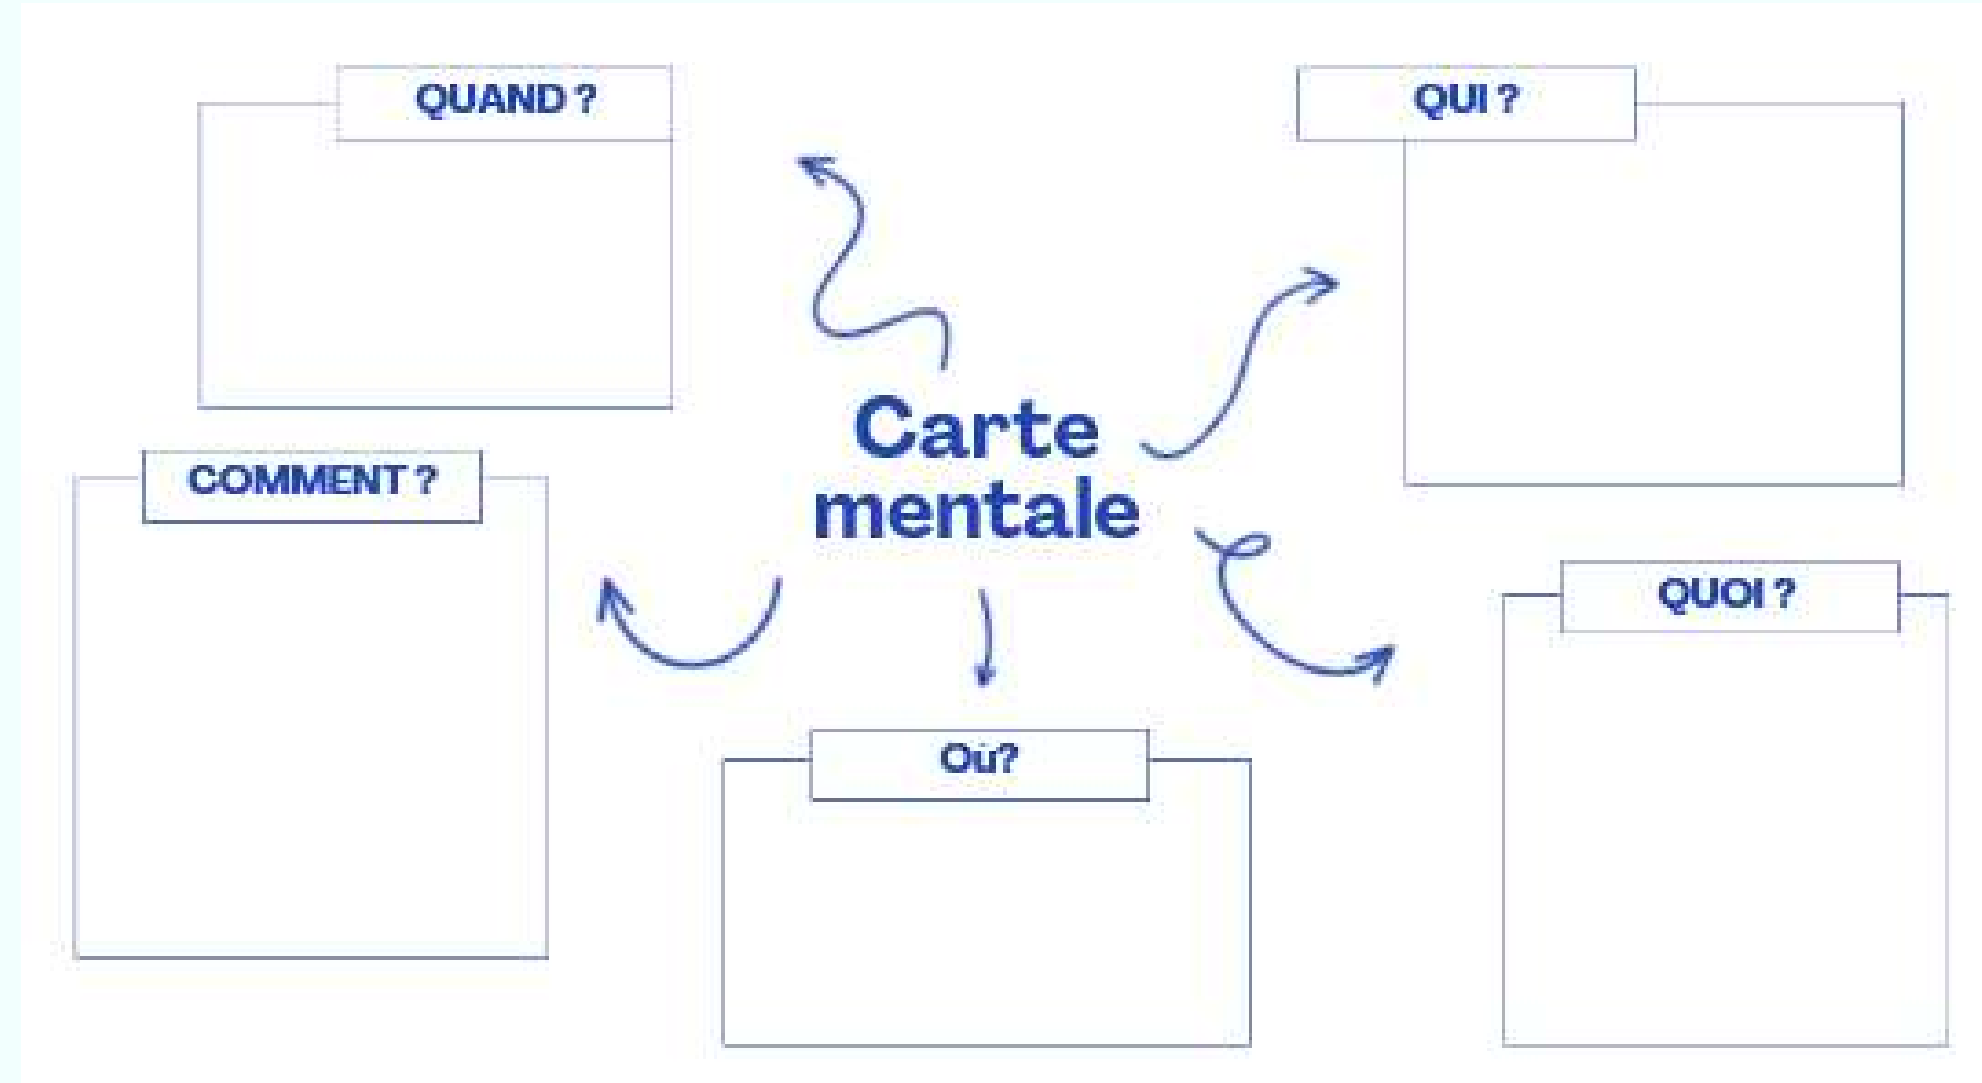 QUAND ?
QUI ?
Carte
mentale
COMMENT ?
QUOI ?
Où?